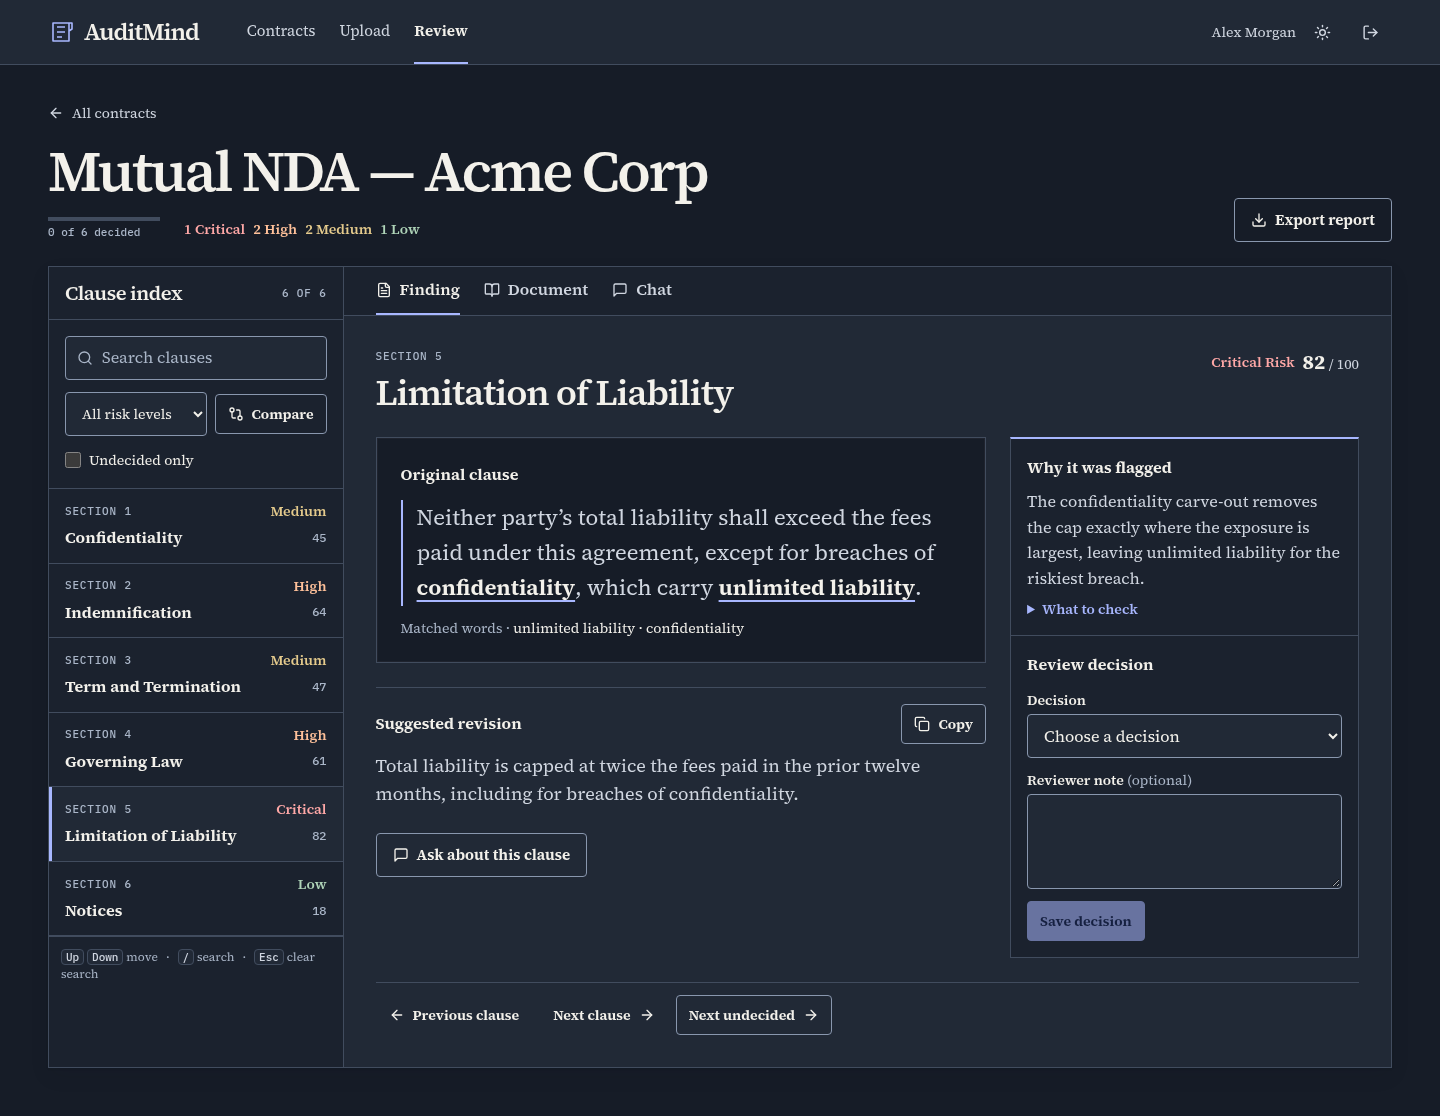 AuditMind
Contracts
Upload
Review
Alex Morgan
All contracts
Mutual NDA — Acme Corp
0 of 6 decided
1 Critical 2 High 2 Medium 1 Low
Export report
Clause index
6 OF 6
Search clauses
All risk levels
Compare
Undecided only
SECTION 1
Medium
Confidentiality
45
SECTION 2
High
Indemnification
64
SECTION 3
Medium
Term and Termination
47
SECTION 4
High
Governing Law
61
SECTION 5
Critical
Limitation of Liability
82
SECTION 6
Low
Notices
18
Up Down move · / search · Esc clear
search
Finding
Document
Chat
SECTION 5
Limitation of Liability
Critical Risk 82 / 100
Original clause
Neither party’s total liability shall exceed the fees
paid under this agreement, except for breaches of
confidentiality, which carry unlimited liability.
Matched words · unlimited liability · confidentiality
Suggested revision
Copy
Total liability is capped at twice the fees paid in the prior twelve
months, including for breaches of confidentiality.
Ask about this clause
Why it was flagged
The confidentiality carve-out removes
the cap exactly where the exposure is
largest, leaving unlimited liability for the
riskiest breach.
What to check
Review decision
Decision
Choose a decision
Reviewer note (optional)
Save decision
Previous clause
Next clause
Next undecided